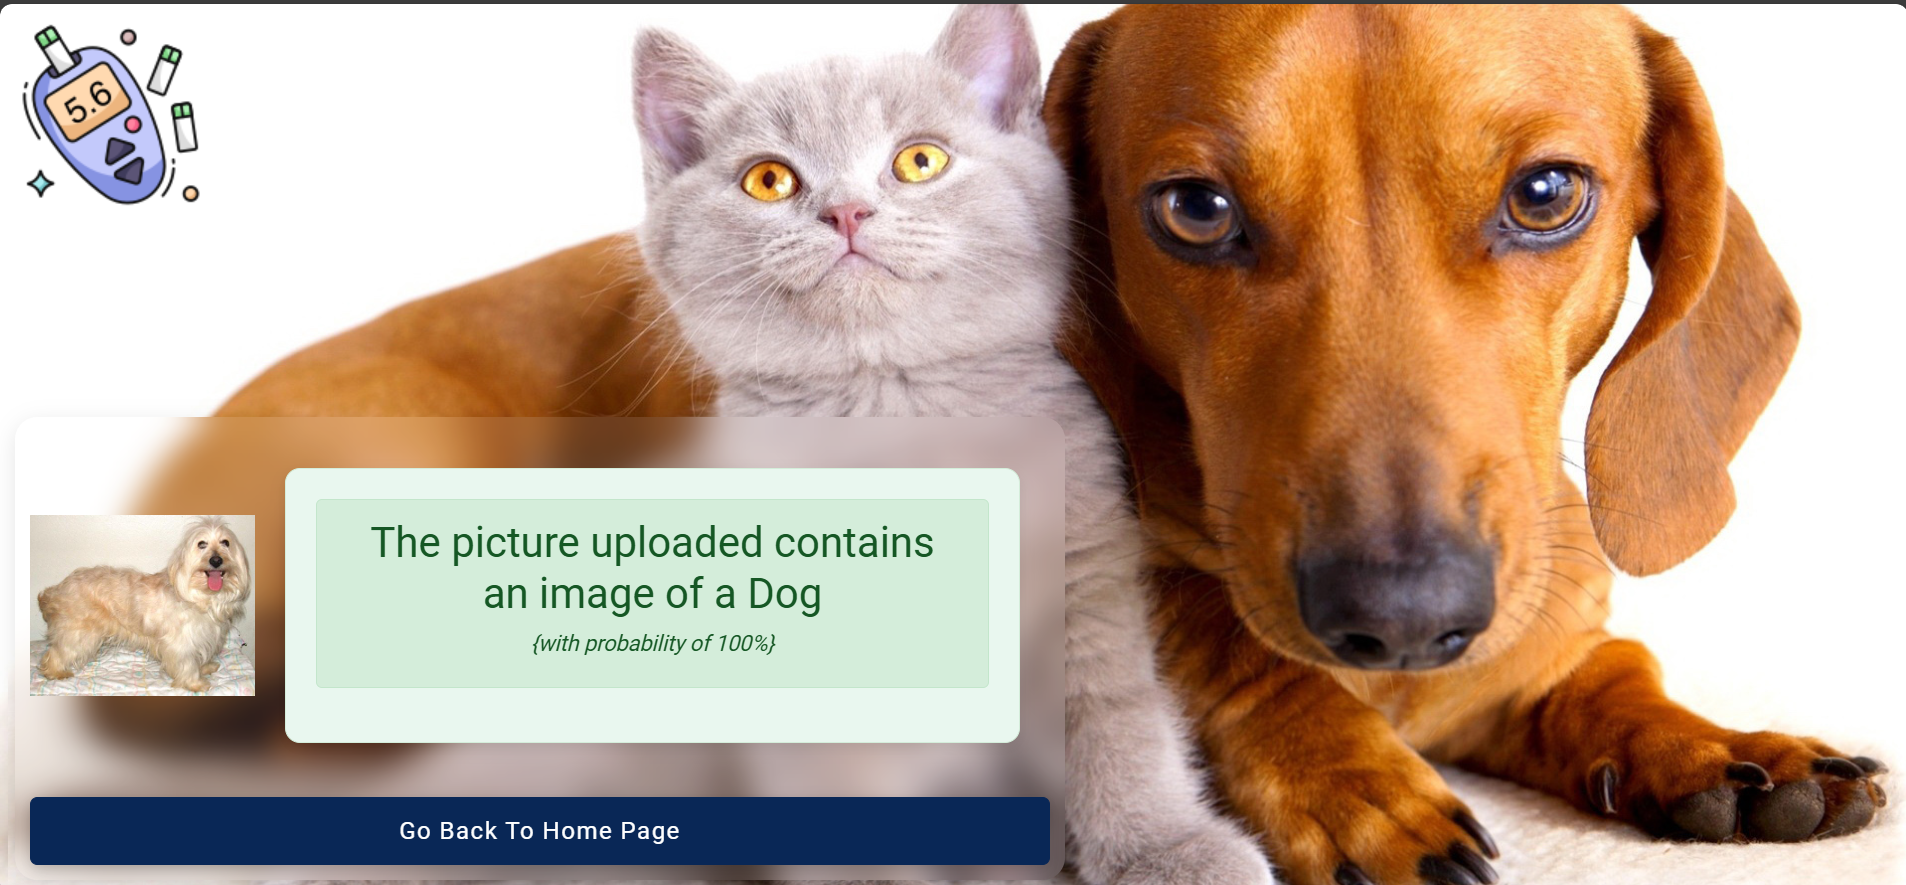 5.6
The picture uploaded contains
an image of a Dog
{with probability of 100%}
Go Back To Home Page